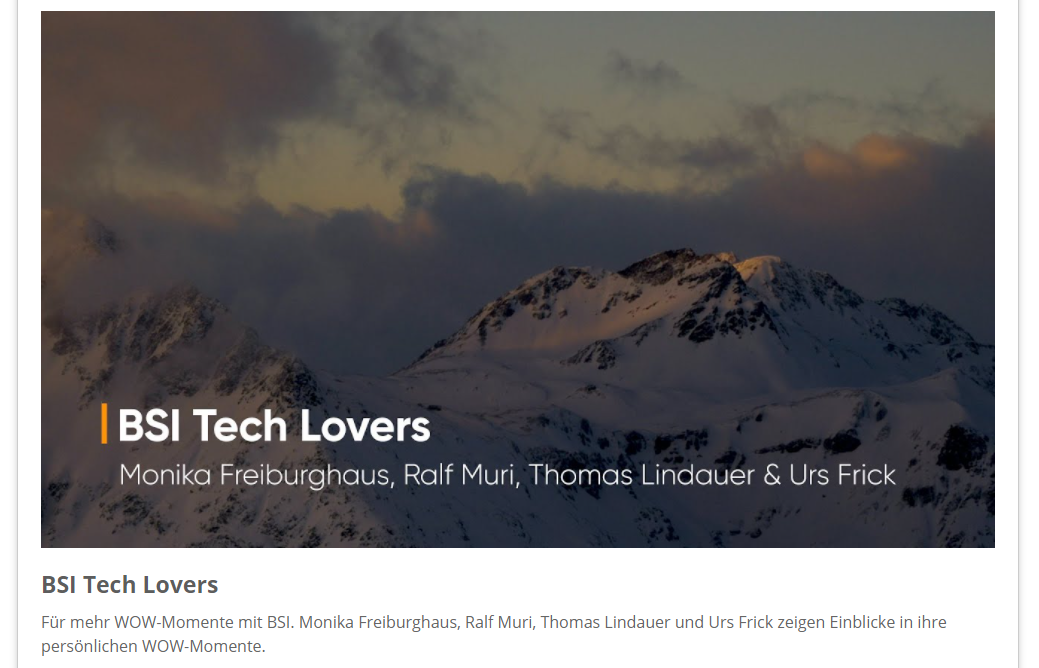 BSI Tech Lovers
Monika Freiburghaus, Ralf Muri, Thomas Lindauer & Urs Frick
BSI Tech Lovers
Für mehr WOW-Momente mit BSI. Monika Freiburghaus, Ralf Muri, Thomas Lindauer und Urs Frick zeigen Einblicke in ihre
persönlichen WOW-Momente.